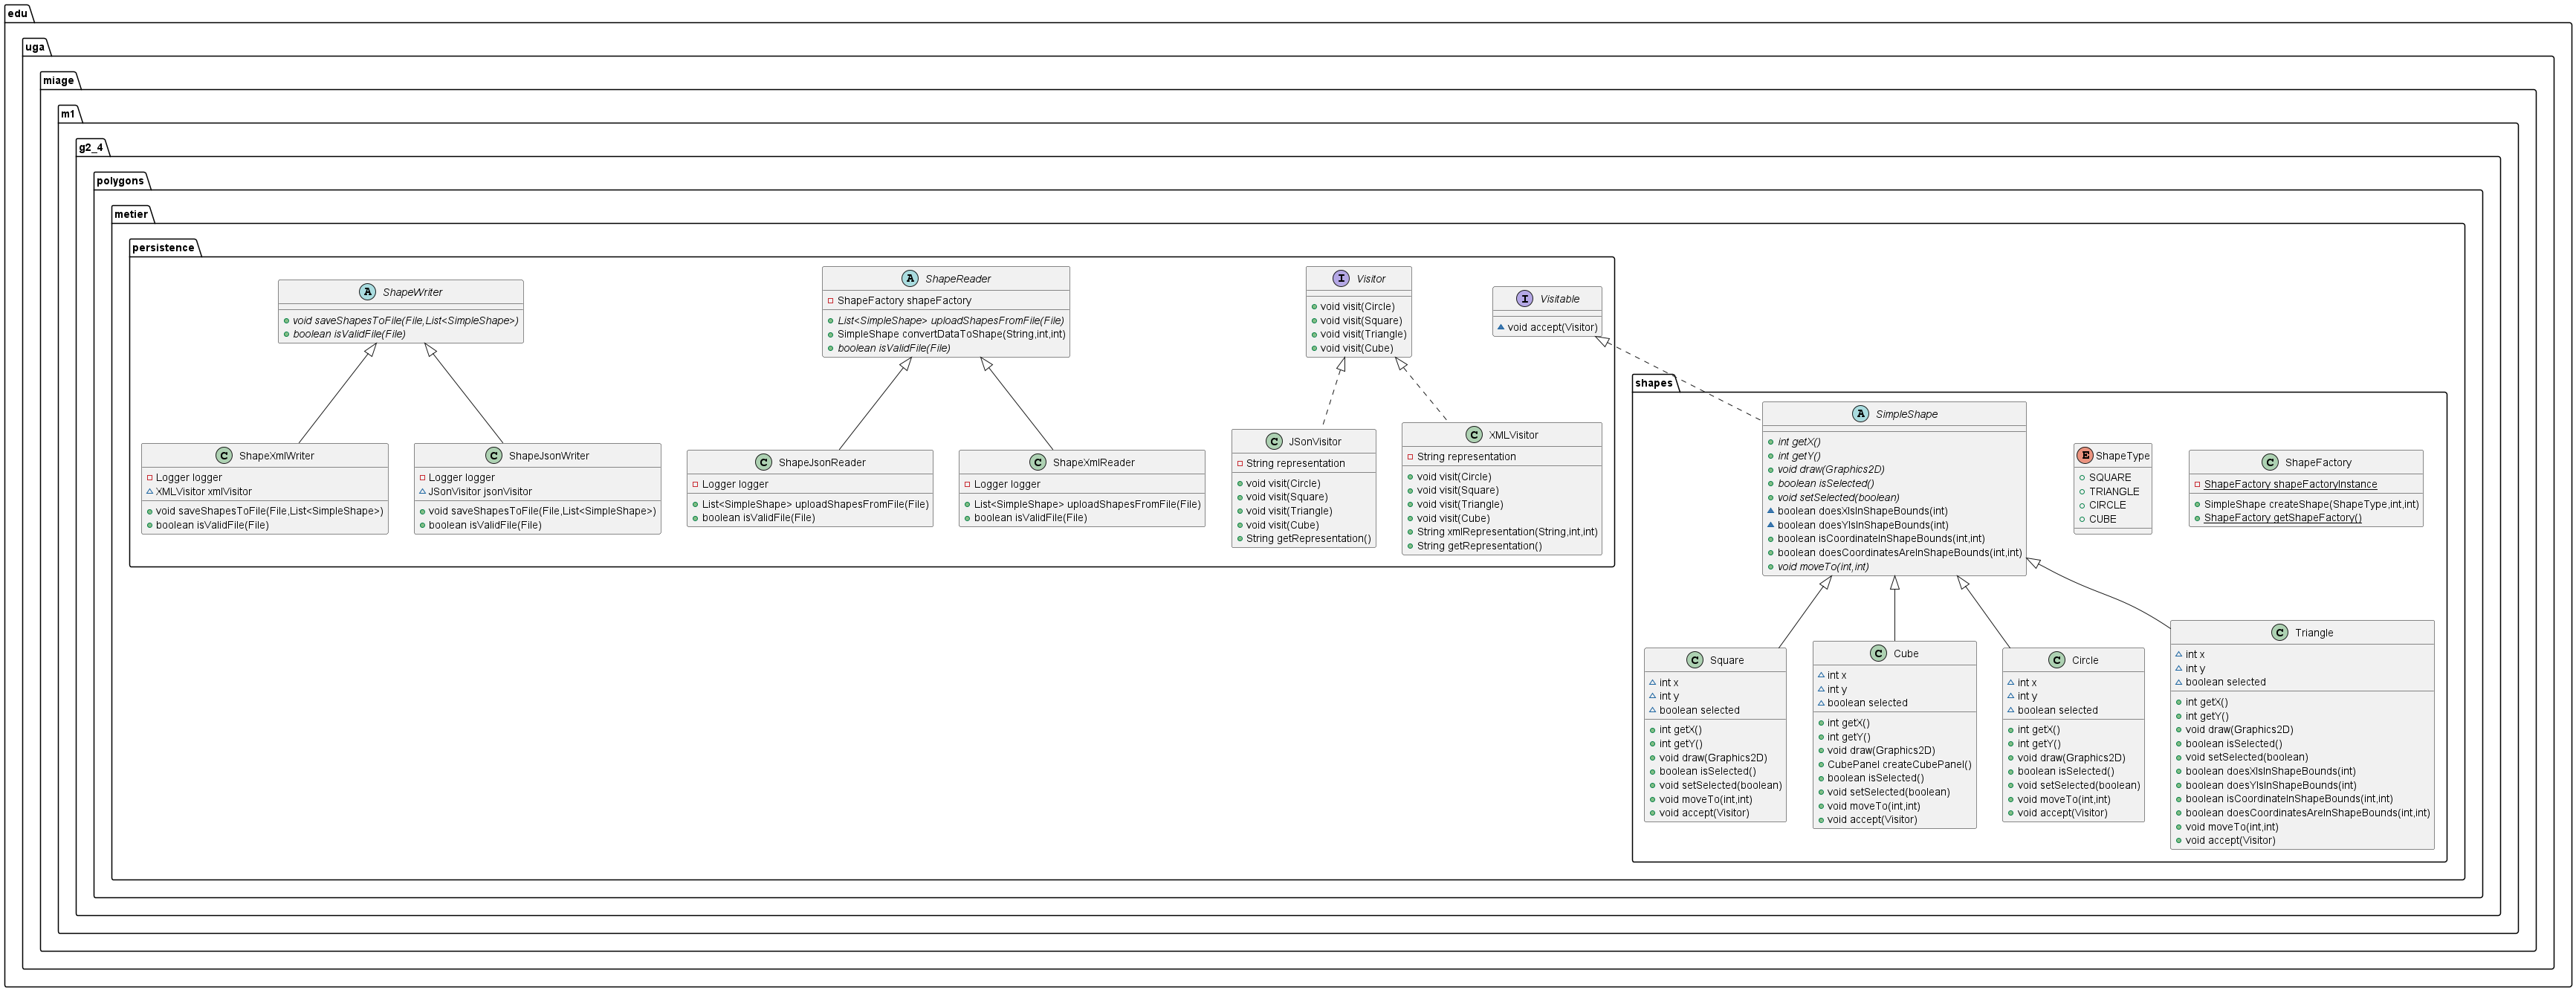 edu
uga
miage
m1
g2_4
polygons
metier
persistence
A ShapeWriter
void saveShapesToFile(File,List<SimpleShape>)
boolean isValidFile(File)
A ShapeReader
ShapeFactory shapeFactory
List<SimpleShape> uploadShapesFromFile(File)
SimpleShape convertDataToShape(String,int,int)
boolean isValidFile(File)
I Visitor
void visit(Circle)
void visit(Square)
void visit(Triangle)
void visit(Cube)
I Visitable
void accept(Visitor)
C ShapeXmlWriter
Logger logger
XMLVisitor xmlVisitor
void saveShapesToFile(File,List<SimpleShape>)
boolean isValidFile(File)
C ShapeJsonWriter
Logger logger
JSonVisitor jsonVisitor
void saveShapesToFile(File,List<SimpleShape>)
boolean isValidFile(File)
C ShapeJsonReader
Logger logger
List<SimpleShape> uploadShapesFromFile(File)
boolean isValidFile(File)
C ShapeXmlReader
Logger logger
List<SimpleShape> uploadShapesFromFile(File)
boolean isValidFile(File)
C JSonVisitor
String representation
void visit(Circle)
void visit(Square)
void visit(Triangle)
void visit(Cube)
String getRepresentation()
C XMLVisitor
String representation
void visit(Circle)
void visit(Square)
void visit(Triangle)
void visit(Cube)
String xmlRepresentation(String,int,int)
String getRepresentation()
shapes
A SimpleShape
int getX()
int getY()
void draw(Graphics2D)
boolean isSelected()
void setSelected(boolean)
boolean doesXIsInShapeBounds(int)
boolean doesYIsInShapeBounds(int)
boolean isCoordinateInShapeBounds(int,int)
boolean doesCoordinatesAreInShapeBounds(int,int)
void moveTo(int,int)
E ShapeType
SQUARE
TRIANGLE
CIRCLE
CUBE
C ShapeFactory
ShapeFactory shapeFactoryInstance
SimpleShape createShape(ShapeType,int,int)
ShapeFactory getShapeFactory()
C Square
int x
int y
boolean selected
int getX()
int getY()
void draw(Graphics2D)
boolean isSelected()
void setSelected(boolean)
void moveTo(int,int)
void accept(Visitor)
C Cube
int x
int y
boolean selected
int getX()
int getY()
void draw(Graphics2D)
CubePanel createCubePanel()
boolean isSelected()
void setSelected(boolean)
void moveTo(int,int)
void accept(Visitor)
C Circle
int x
int y
boolean selected
int getX()
int getY()
void draw(Graphics2D)
boolean isSelected()
void setSelected(boolean)
void moveTo(int,int)
void accept(Visitor)
C Triangle
int x
int y
boolean selected
int getX()
int getY()
void draw(Graphics2D)
boolean isSelected()
void setSelected(boolean)
boolean doesXIsInShapeBounds(int)
boolean doesYIsInShapeBounds(int)
boolean isCoordinateInShapeBounds(int,int)
boolean doesCoordinatesAreInShapeBounds(int,int)
void moveTo(int,int)
void accept(Visitor)